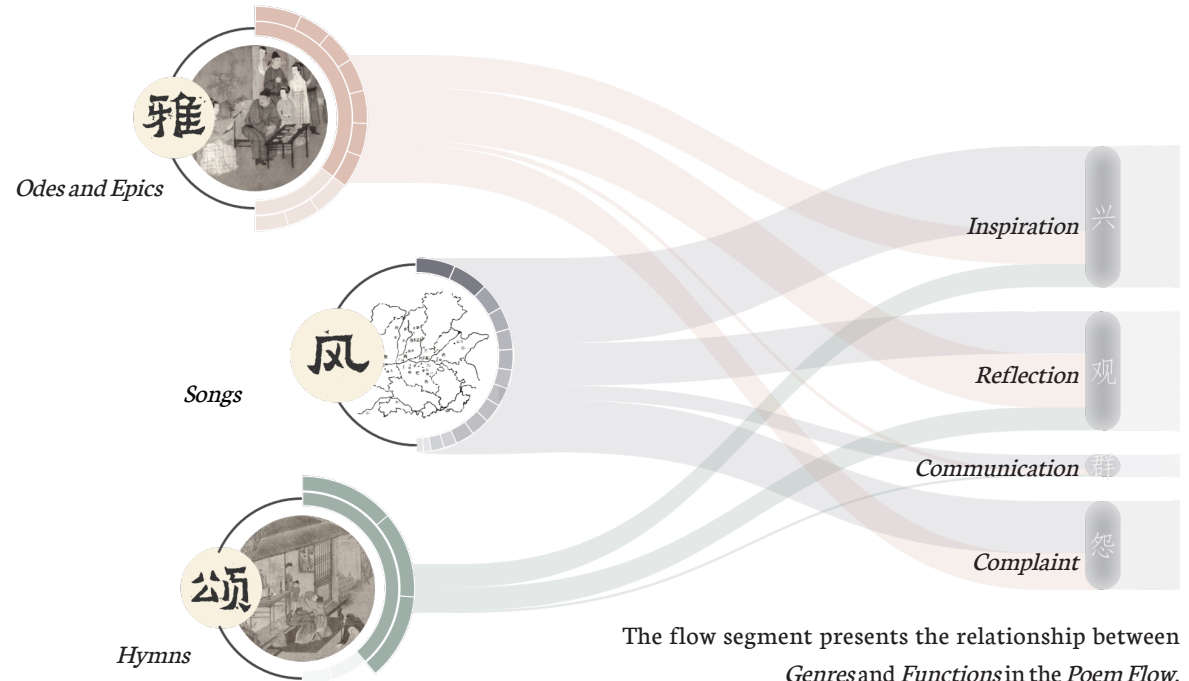 雅
Odes and Epics
兴
Inspiration
风
观
Reflection
Songs
群
Communication
怨
Complaint
颂
Hymns
The flow segment presents the relationship between
Genres and Functions in the Poem Flow.